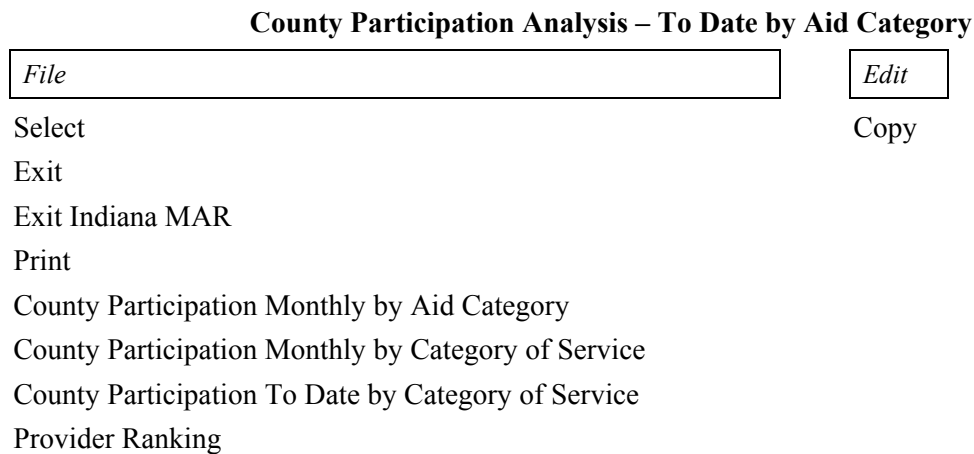 County Participation Analysis – To Date by Aid Category
File Edit
Select Copy
Exit
Exit Indiana MAR
Print
County Participation Monthly by Aid Category
County Participation Monthly by Category of Service
County Participation To Date by Category of Service
Provider Ranking